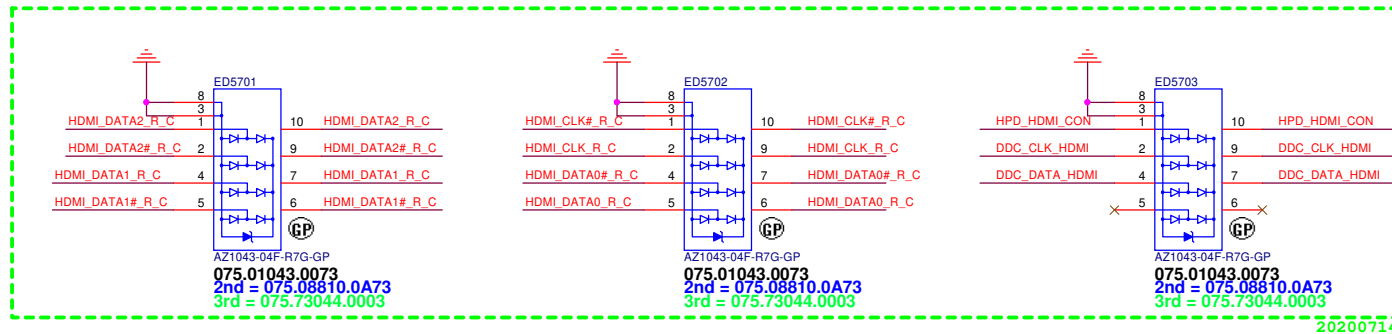 ED5701
8
3
HDMI_DATA2_R_C 1 10 HDMI_DATA2_R_C
HDMI_DATA2#_R_C 2 9 HDMI_DATA2#_R_C
HDMI_DATA1_R_C 4 7 HDMI_DATA1_R_C
HDMI_DATA1#_R_C 5 6 HDMI_DATA1#_R_C
GP
AZ1043-04F-R7G-GP
075.01043.0073
2nd = 075.08810.0A73
3rd = 075.73044.0003
ED5702
8
3
HDMI_CLK#_R_C 1 10 HDMI_CLK#_R_C
HDMI_CLK_R_C 2 9 HDMI_CLK_R_C
HDMI_DATA0#_R_C 4 7 HDMI_DATA0#_R_C
HDMI_DATA0_R_C 5 6 HDMI_DATA0_R_C
GP
AZ1043-04F-R7G-GP
075.01043.0073
2nd = 075.08810.0A73
3rd = 075.73044.0003
ED5703
8
3
HPD_HDMI_CON 1 10 HPD_HDMI_CON
DDC_CLK_HDMI 2 9 DDC_CLK_HDMI
DDC_DATA_HDMI 4 7 DDC_DATA_HDMI
5 6
GP
AZ1043-04F-R7G-GP
075.01043.0073
2nd = 075.08810.0A73
3rd = 075.73044.0003
20200714